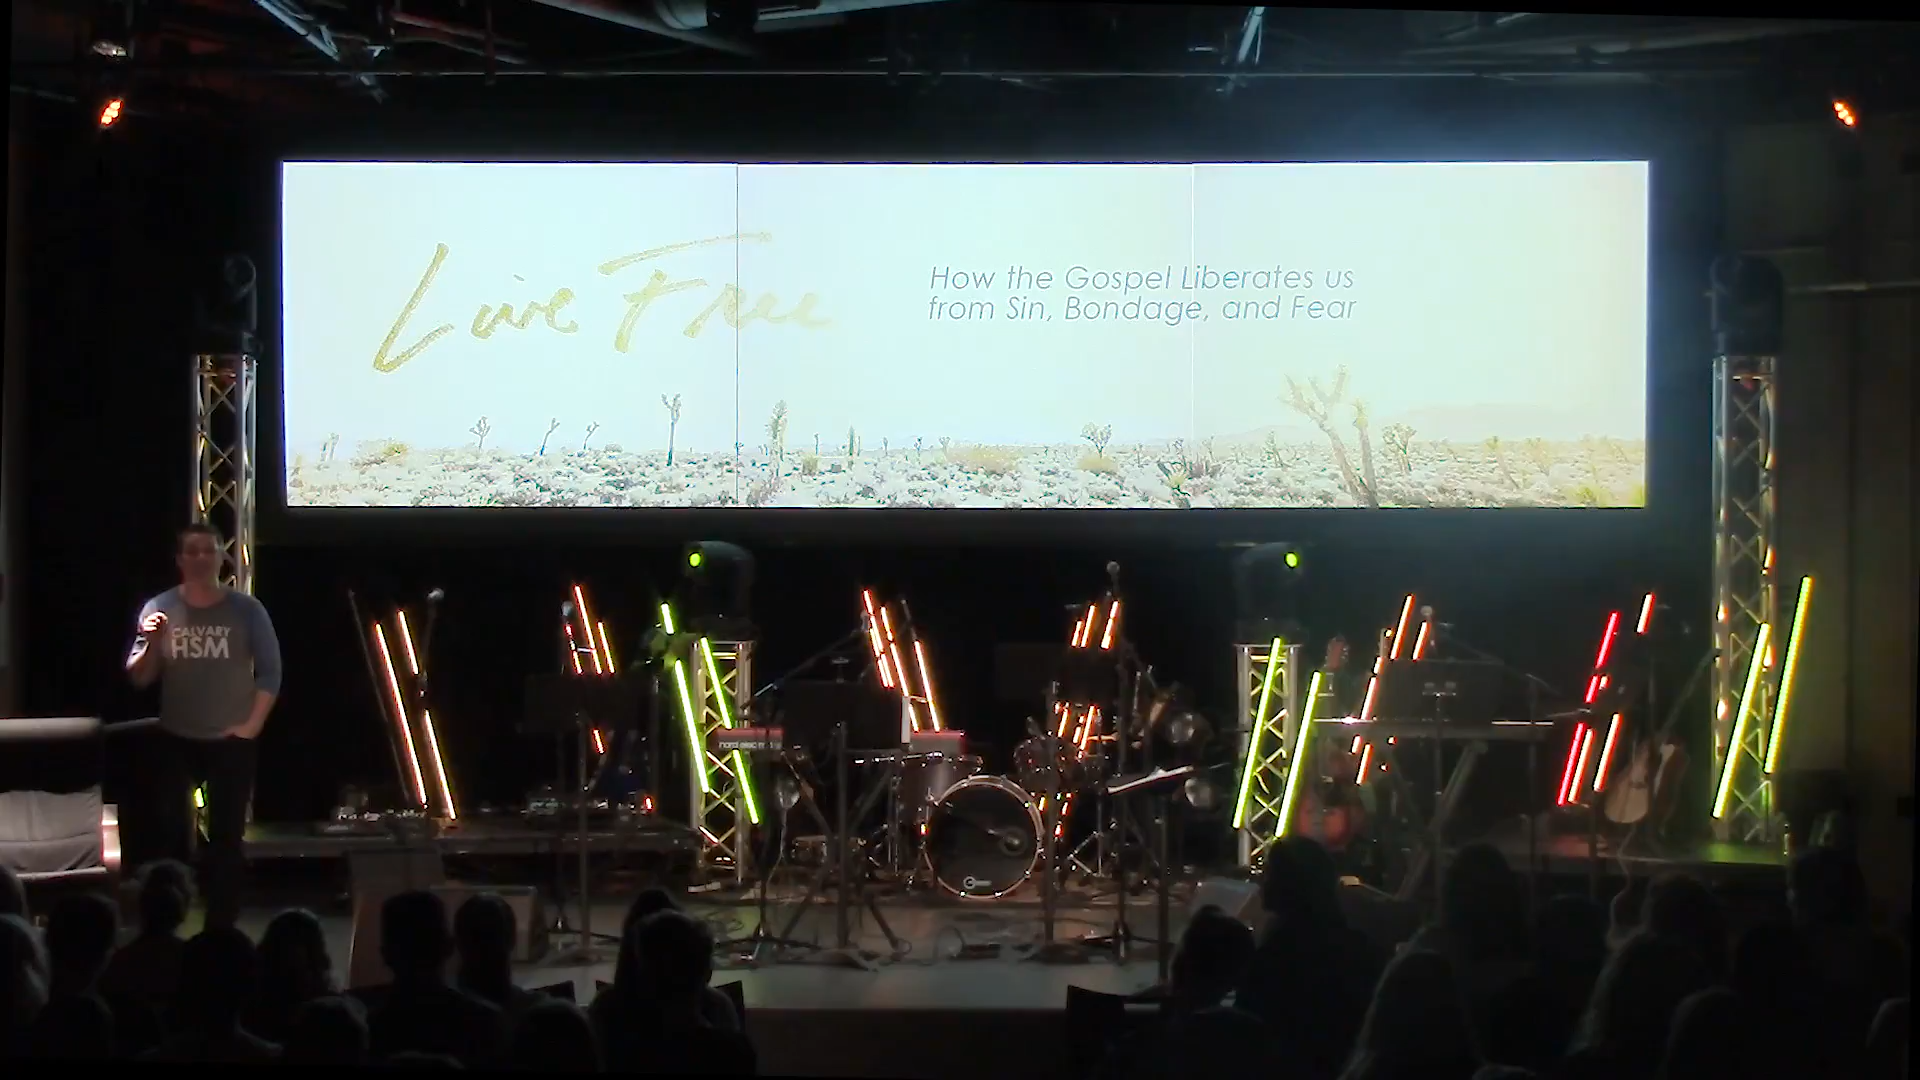 Live Free
How the Gospel Liberates us
from Sin, Bondage, and Fear
CALVARY
HSM